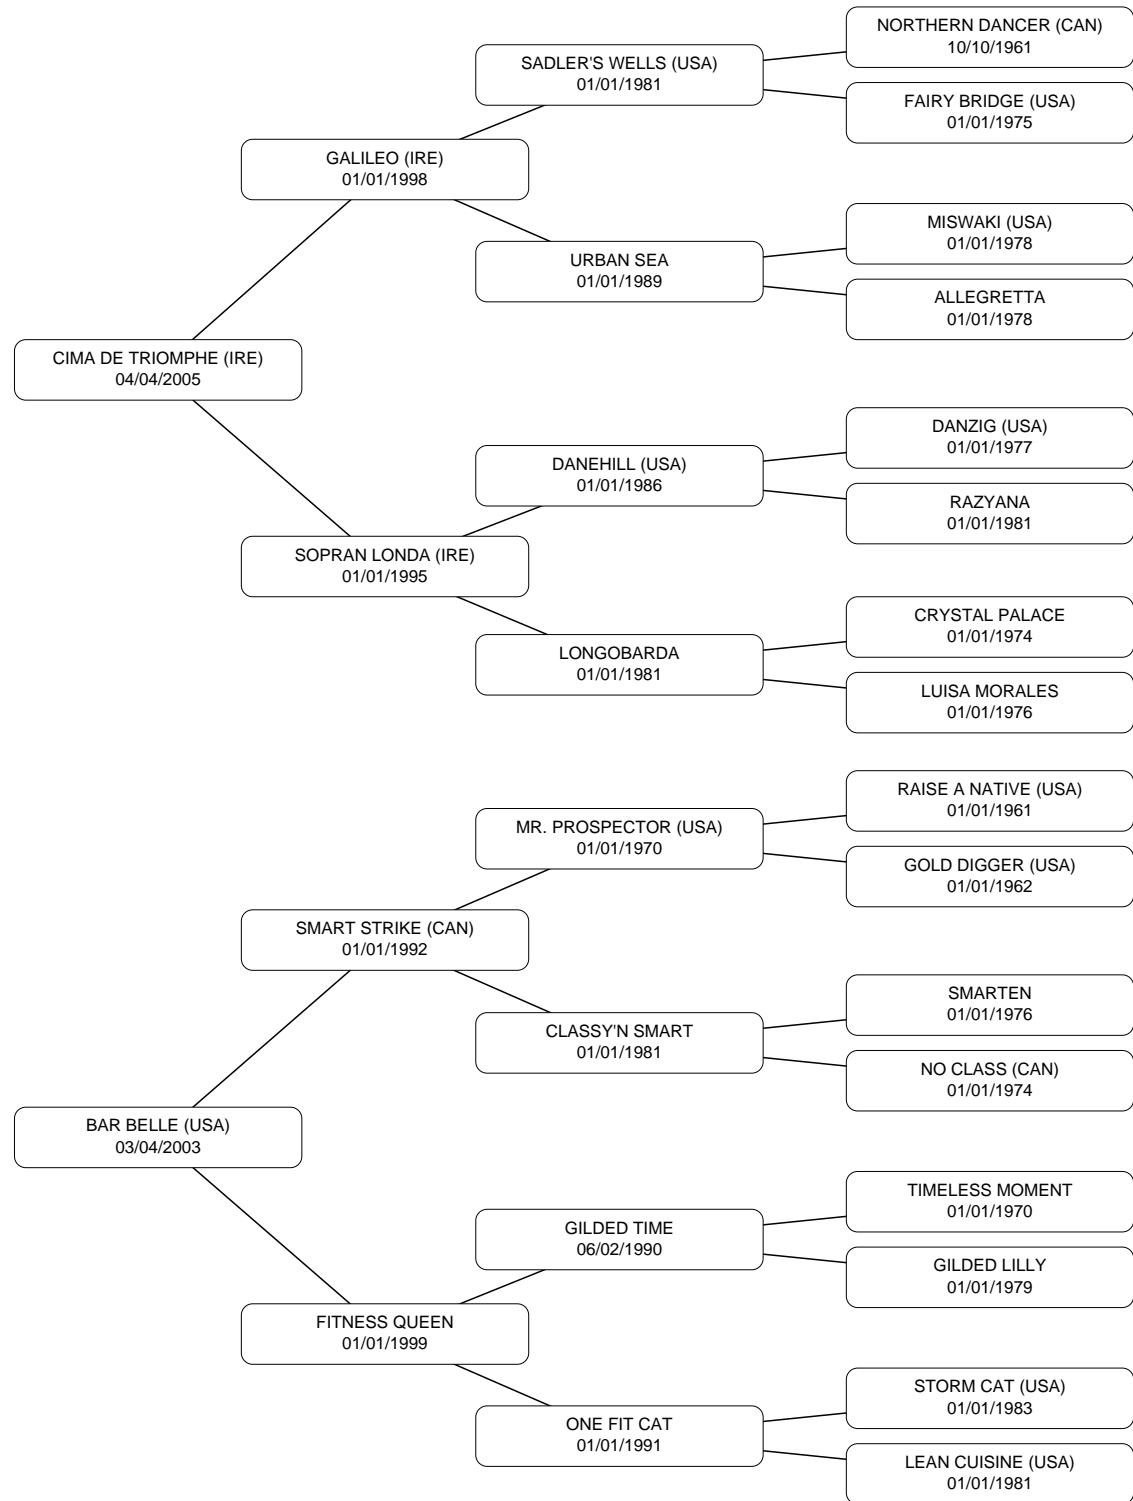 NORTHERN DANCER (CAN)
10/10/1961
SADLER'S WELLS (USA)
01/01/1981
FAIRY BRIDGE (USA)
01/01/1975
GALILEO (IRE)
01/01/1998
MISWAKI (USA)
01/01/1978
URBAN SEA
01/01/1989
ALLEGRETTA
01/01/1978
CIMA DE TRIOMPHE (IRE)
04/04/2005
DANZIG (USA)
01/01/1977
DANEHILL (USA)
01/01/1986
RAZYANA
01/01/1981
SOPRAN LONDA (IRE)
01/01/1995
CRYSTAL PALACE
01/01/1974
LONGOBARDA
01/01/1981
LUISA MORALES
01/01/1976
RAISE A NATIVE (USA)
01/01/1961
MR. PROSPECTOR (USA)
01/01/1970
GOLD DIGGER (USA)
01/01/1962
SMART STRIKE (CAN)
01/01/1992
SMARTEN
01/01/1976
CLASSY'N SMART
01/01/1981
NO CLASS (CAN)
01/01/1974
BAR BELLE (USA)
03/04/2003
TIMELESS MOMENT
01/01/1970
GILDED TIME
06/02/1990
GILDED LILLY
01/01/1979
FITNESS QUEEN
01/01/1999
STORM CAT (USA)
01/01/1983
ONE FIT CAT
01/01/1991
LEAN CUISINE (USA)
01/01/1981